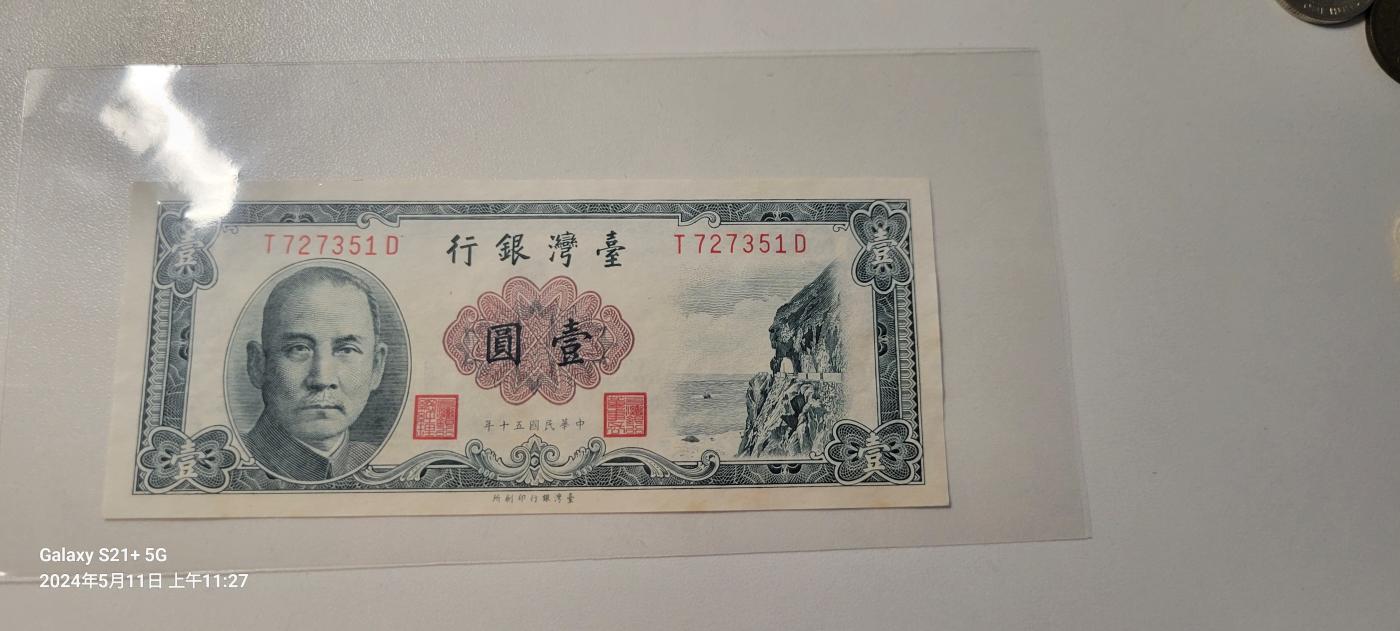 T727351D
行銀灣臺
T727351D
壹
壹
圓 壹
年十五國民華中
壹
壹
所刷印行銀灣臺
Galaxy S21+ 5G
2024年5月11日 上午11:27